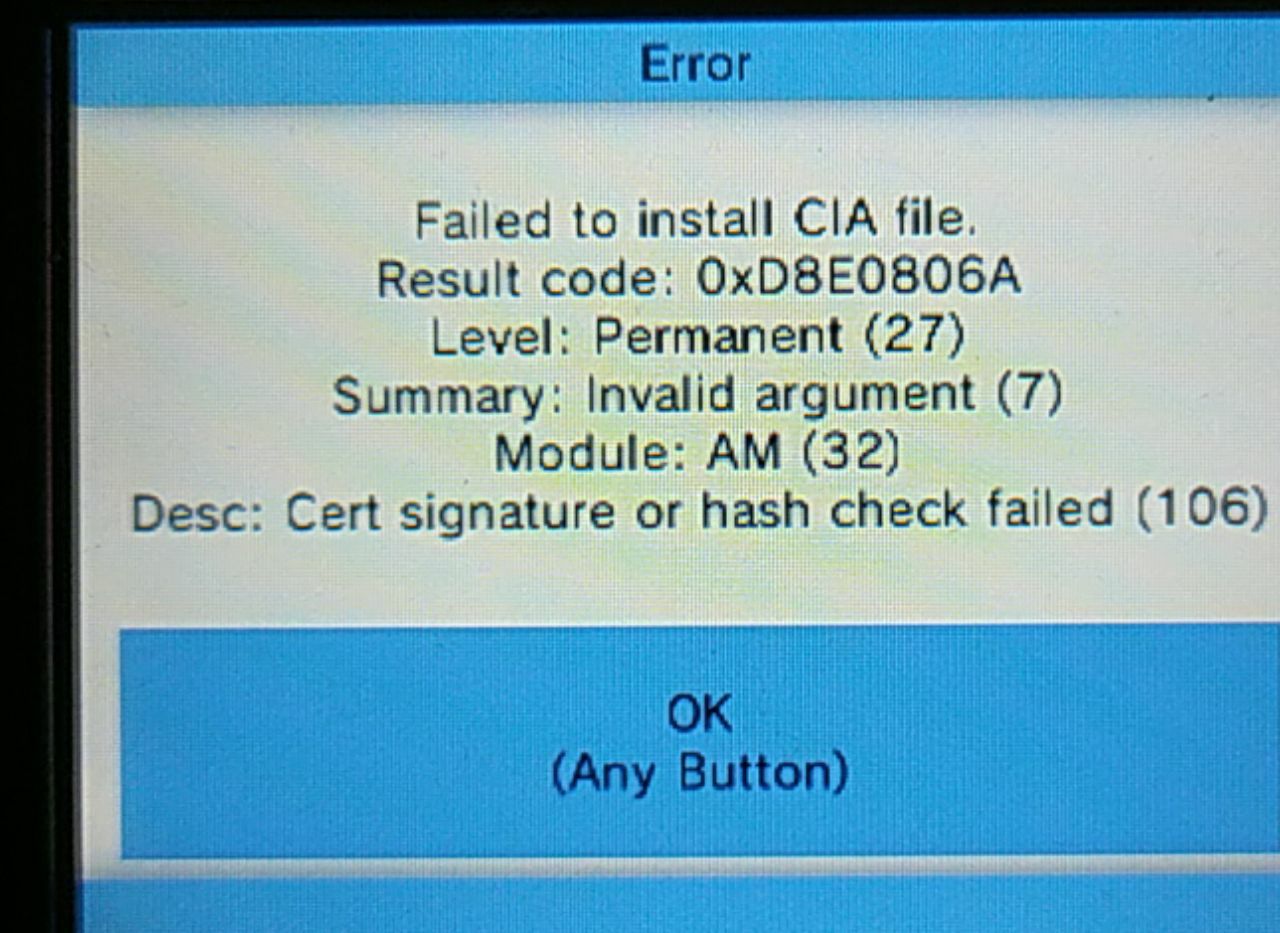 Error
Failed to install CIA file.
Result code: 0xD8E0806A
Level: Permanent (27)
Summary: Invalid argument (7)
Module: AM (32)
Desc: Cert signature or hash check failed (106)
OK
(Any Button)